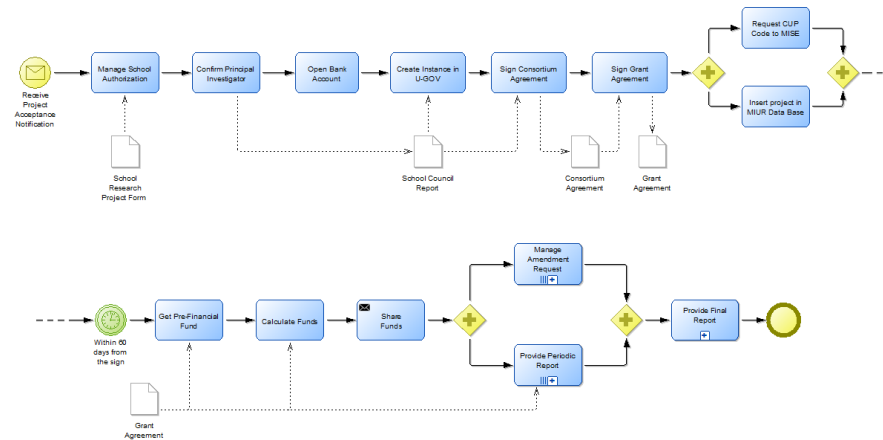 Request CUP
Code to MISE
Manage School
Authorization
Confirm Principal
Investigator
Open Bank
Account
Create Instance in
U-GOV
Sign Consortium
Agreement
Sign Grant
Agreement
Receive
Project
Acceptance
Notification
Insert project in
MIUR Data Base
School
Research
Project Form
School Council
Report
Consortium
Agreement
Grant
Agreement
Manage
Amendment
Request
Get Pre-Financial
Fund
Calculate Funds
Share
Funds
Provide Final
Report
Within 60
days from
the sign
Provide Periodic
Report
Grant
Agreement